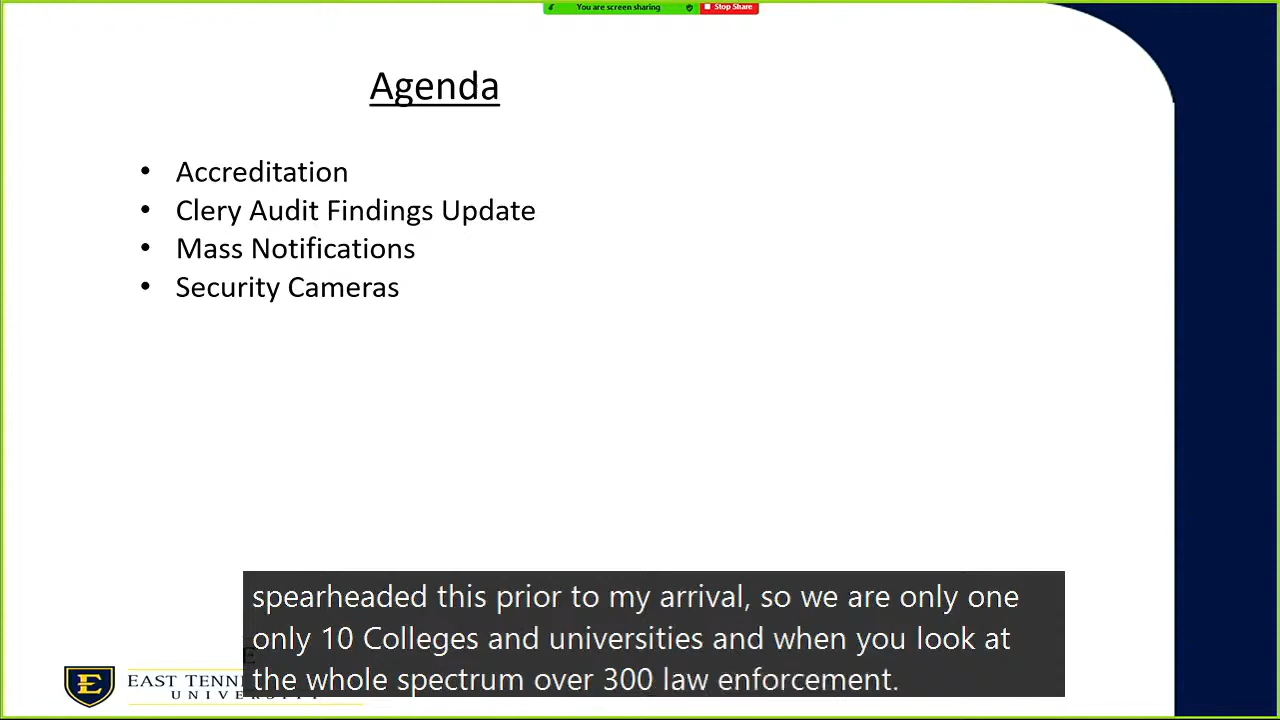 You are screen sharing Stop Share
Agenda
• Accreditation
• Clery Audit Findings Update
• Mass Notifications
• Security Cameras
spearheaded this prior to my arrival, so we are only one
only 10 Colleges and universities and when you look at
the whole spectrum over 300 law enforcement.
E
EAST TENNE
UNIVERSITY